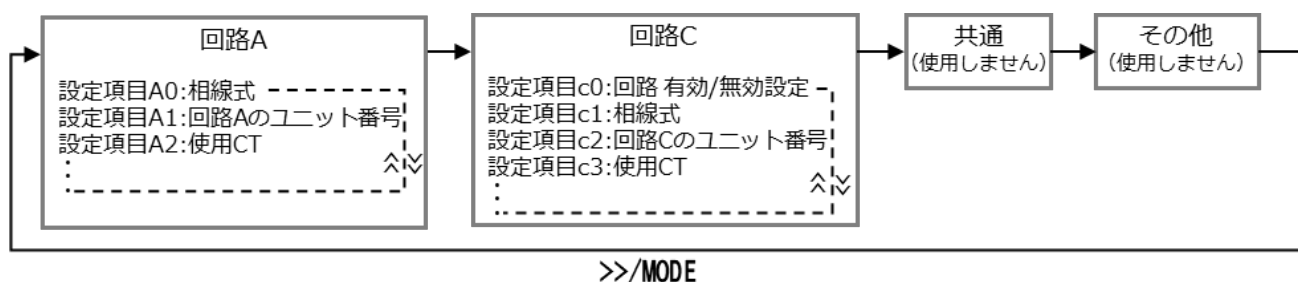 回路A
設定項目A0:相線式
設定項目A1:回路Aのユニット番号
設定項目A2:使用CT
:
回路C
設定項目c0:回路 有効/無効設定
設定項目c1:相線式
設定項目c2:回路Cのユニット番号
設定項目c3:使用CT
:
共通
(使用しません)
その他
(使用しません)
>>/MODE